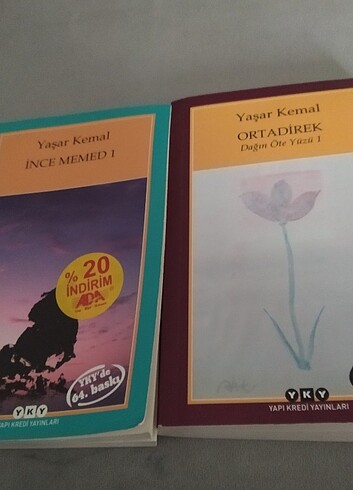 Yaşar Kemal
İNCE MEMED 1
% 20
İNDİRİM
ADA
YKY'de
64. baskı
YKY
YAPI KREDİ YAYINLARI
Yaşar Kemal
ORTADİREK
Dağın Öte Yüzü 1
YKY
YAPI KREDİ YAYINLARI